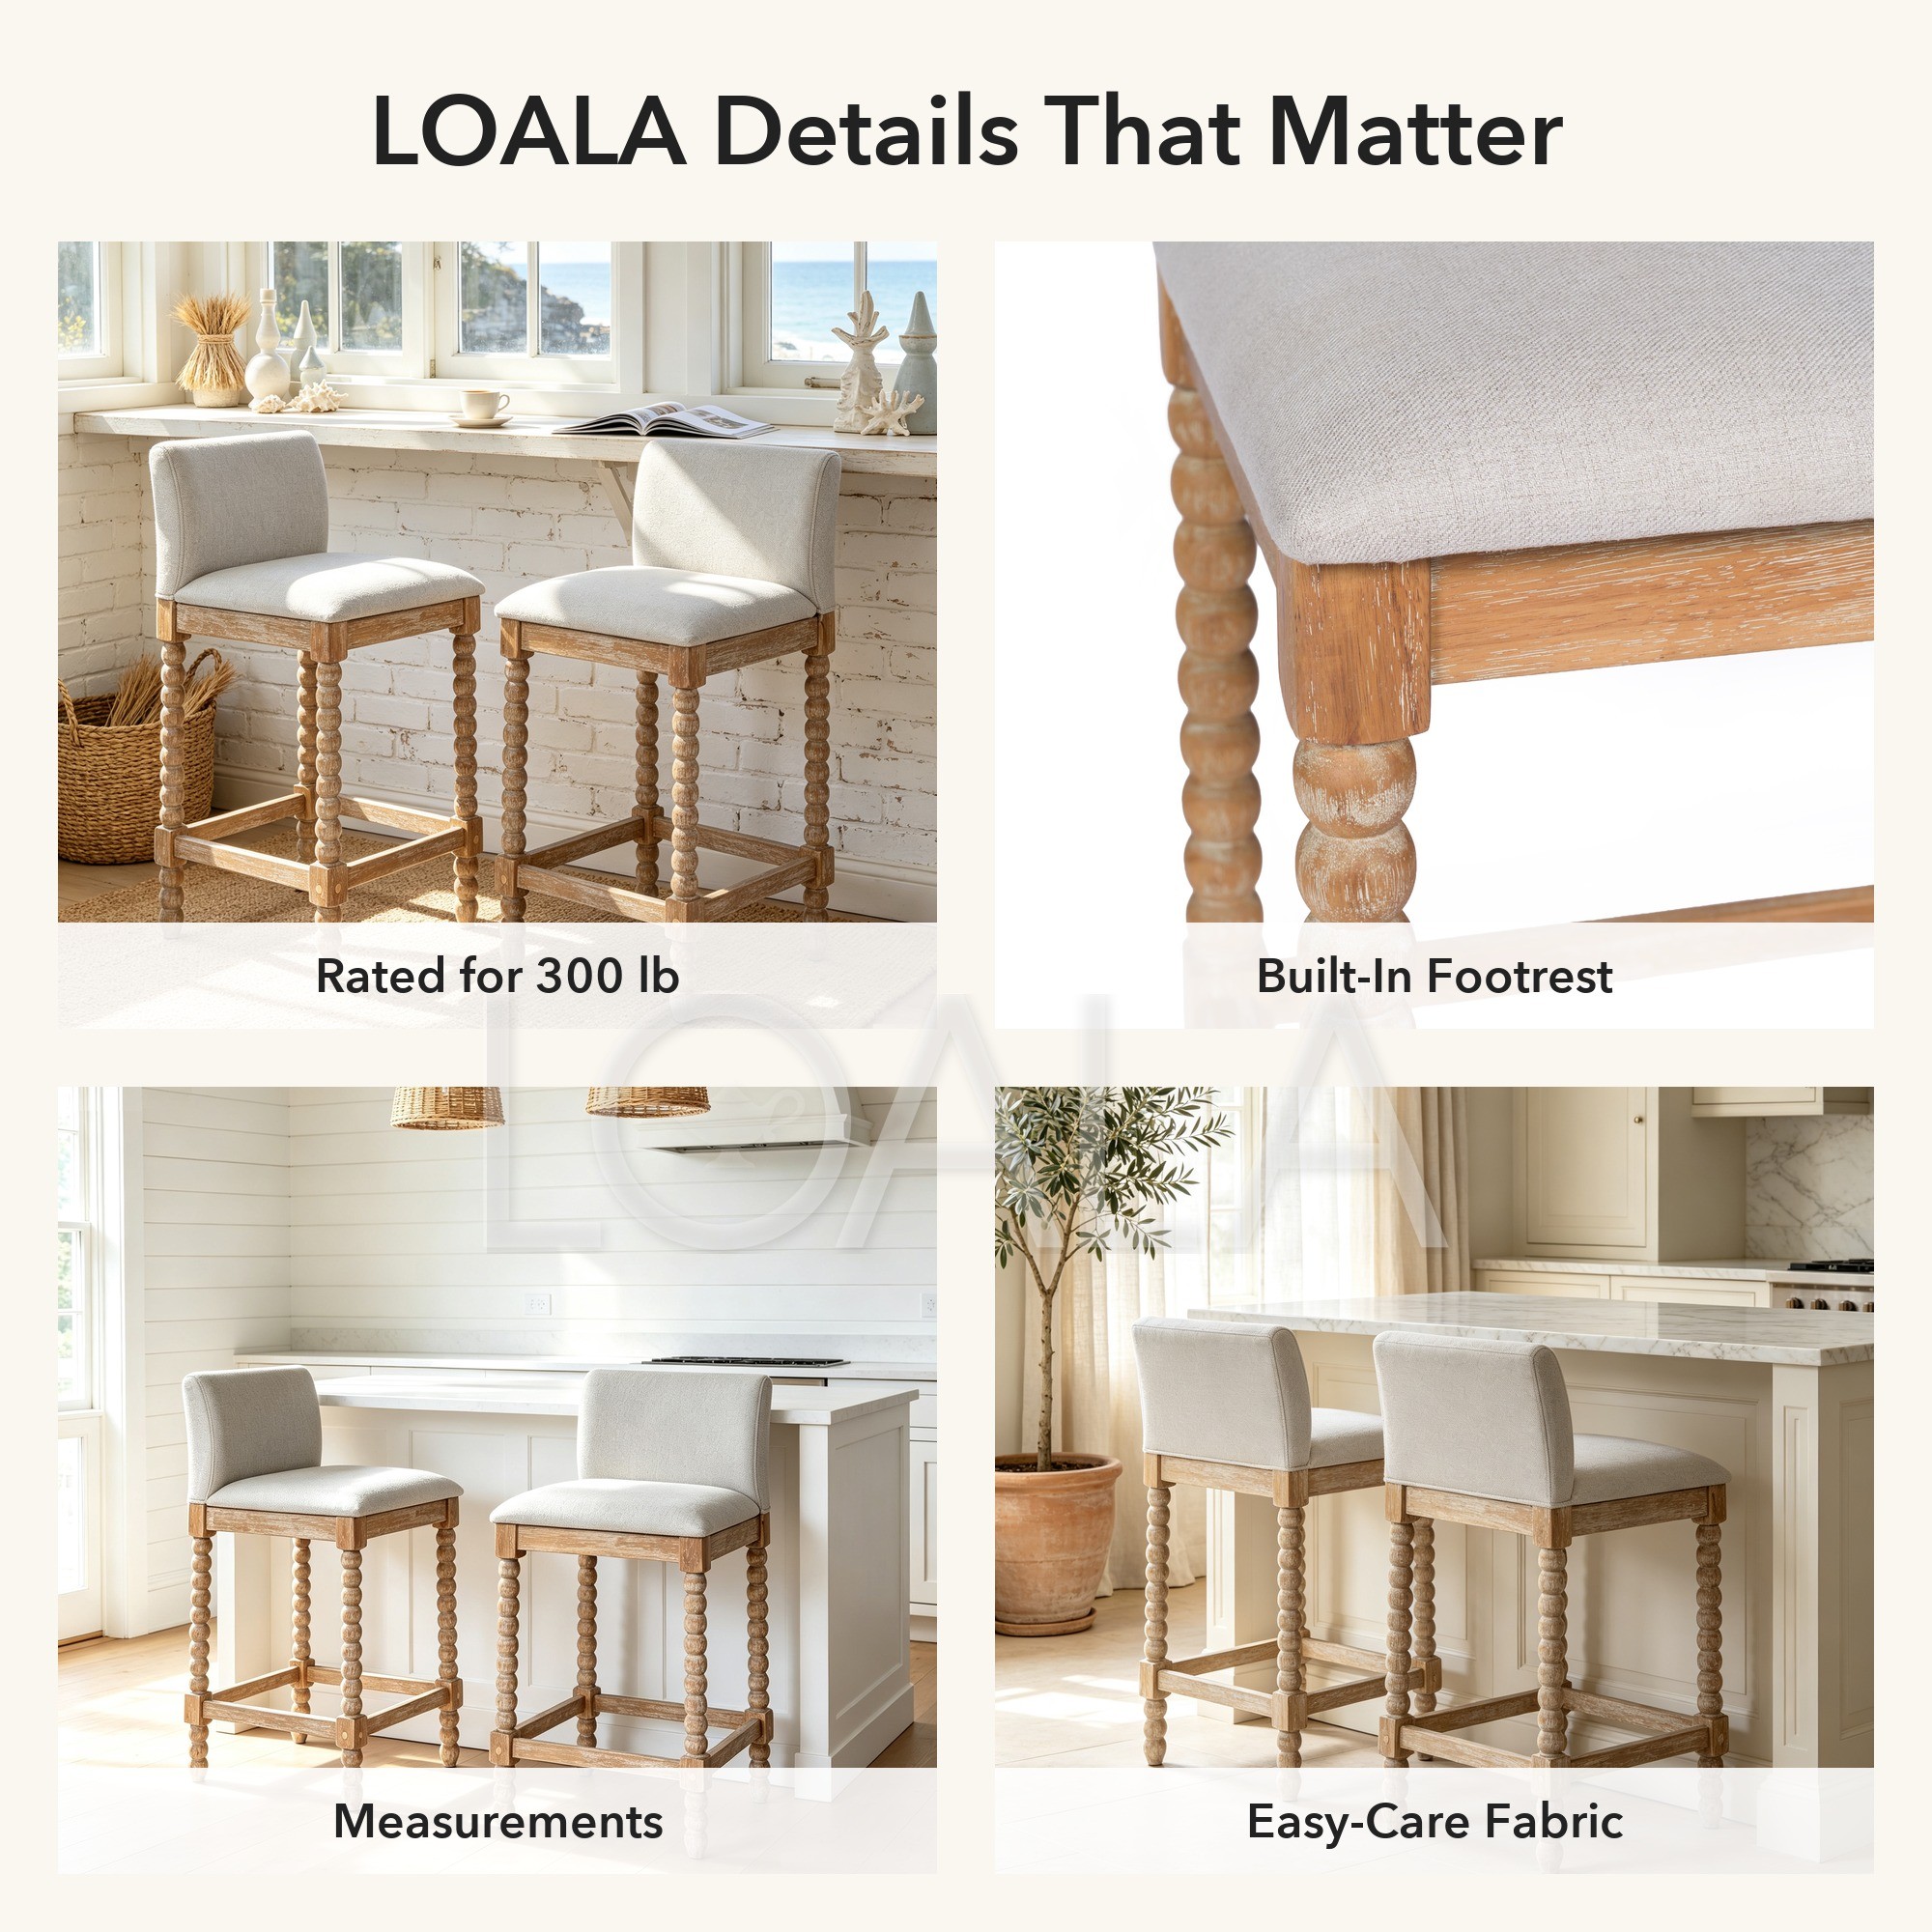 LOALA Details That Matter
Rated for 300 lb
Built-In Footrest
LOALA
Measurements
Easy-Care Fabric